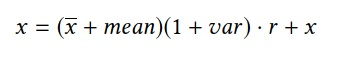 x = (x̅ + mean)(1 + var) · r + x